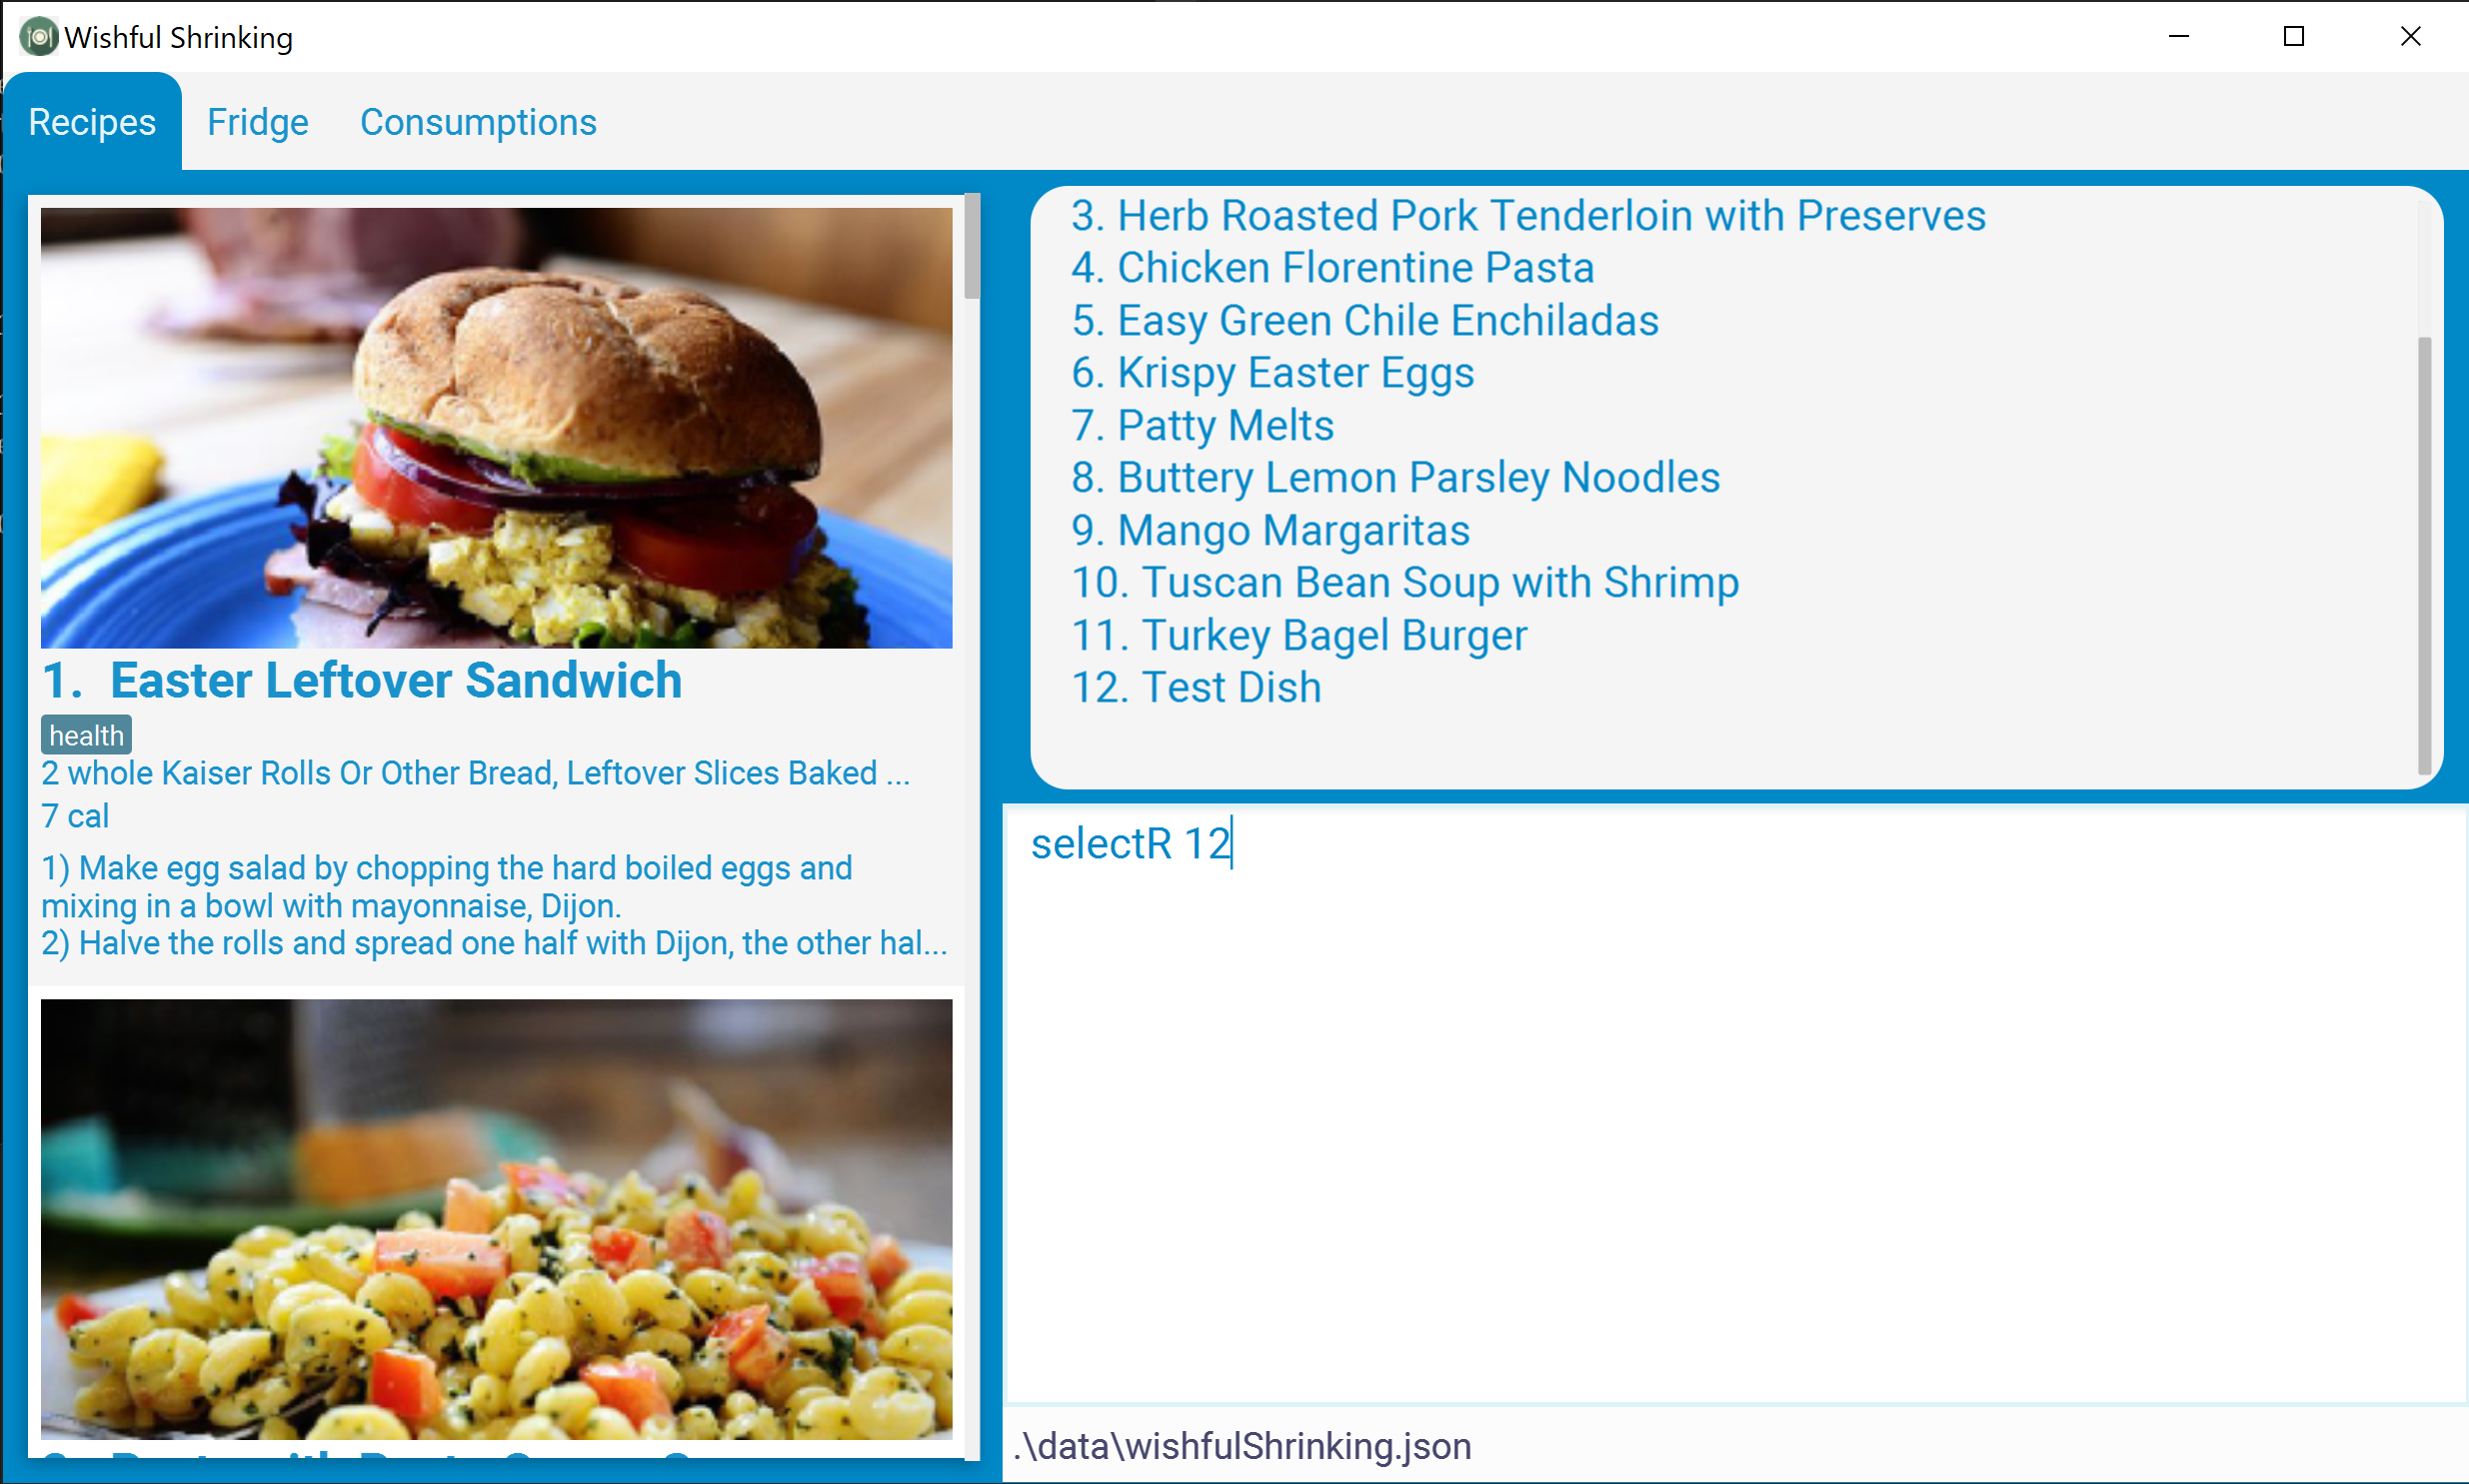 Wishful Shrinking
Recipes Fridge Consumptions
1. Easter Leftover Sandwich
health
2 whole Kaiser Rolls Or Other Bread, Leftover Slices Baked ...
7 cal
1) Make egg salad by chopping the hard boiled eggs and
mixing in a bowl with mayonnaise, Dijon.
2) Halve the rolls and spread one half with Dijon, the other hal...
3. Herb Roasted Pork Tenderloin with Preserves
4. Chicken Florentine Pasta
5. Easy Green Chile Enchiladas
6. Krispy Easter Eggs
7. Patty Melts
8. Buttery Lemon Parsley Noodles
9. Mango Margaritas
10. Tuscan Bean Soup with Shrimp
11. Turkey Bagel Burger
12. Test Dish
selectR 12
.\data\wishfulShrinking.json